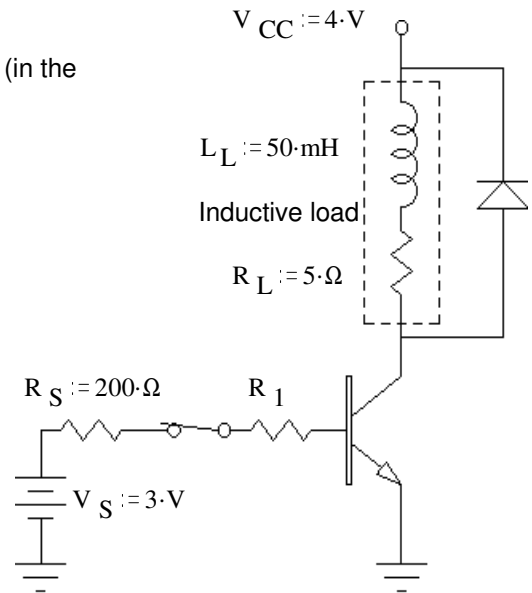 V CC := 4·V
(in the
L L := 50·mH
Inductive load
R L := 5·Ω
R S := 200·Ω
R 1
V S := 3·V